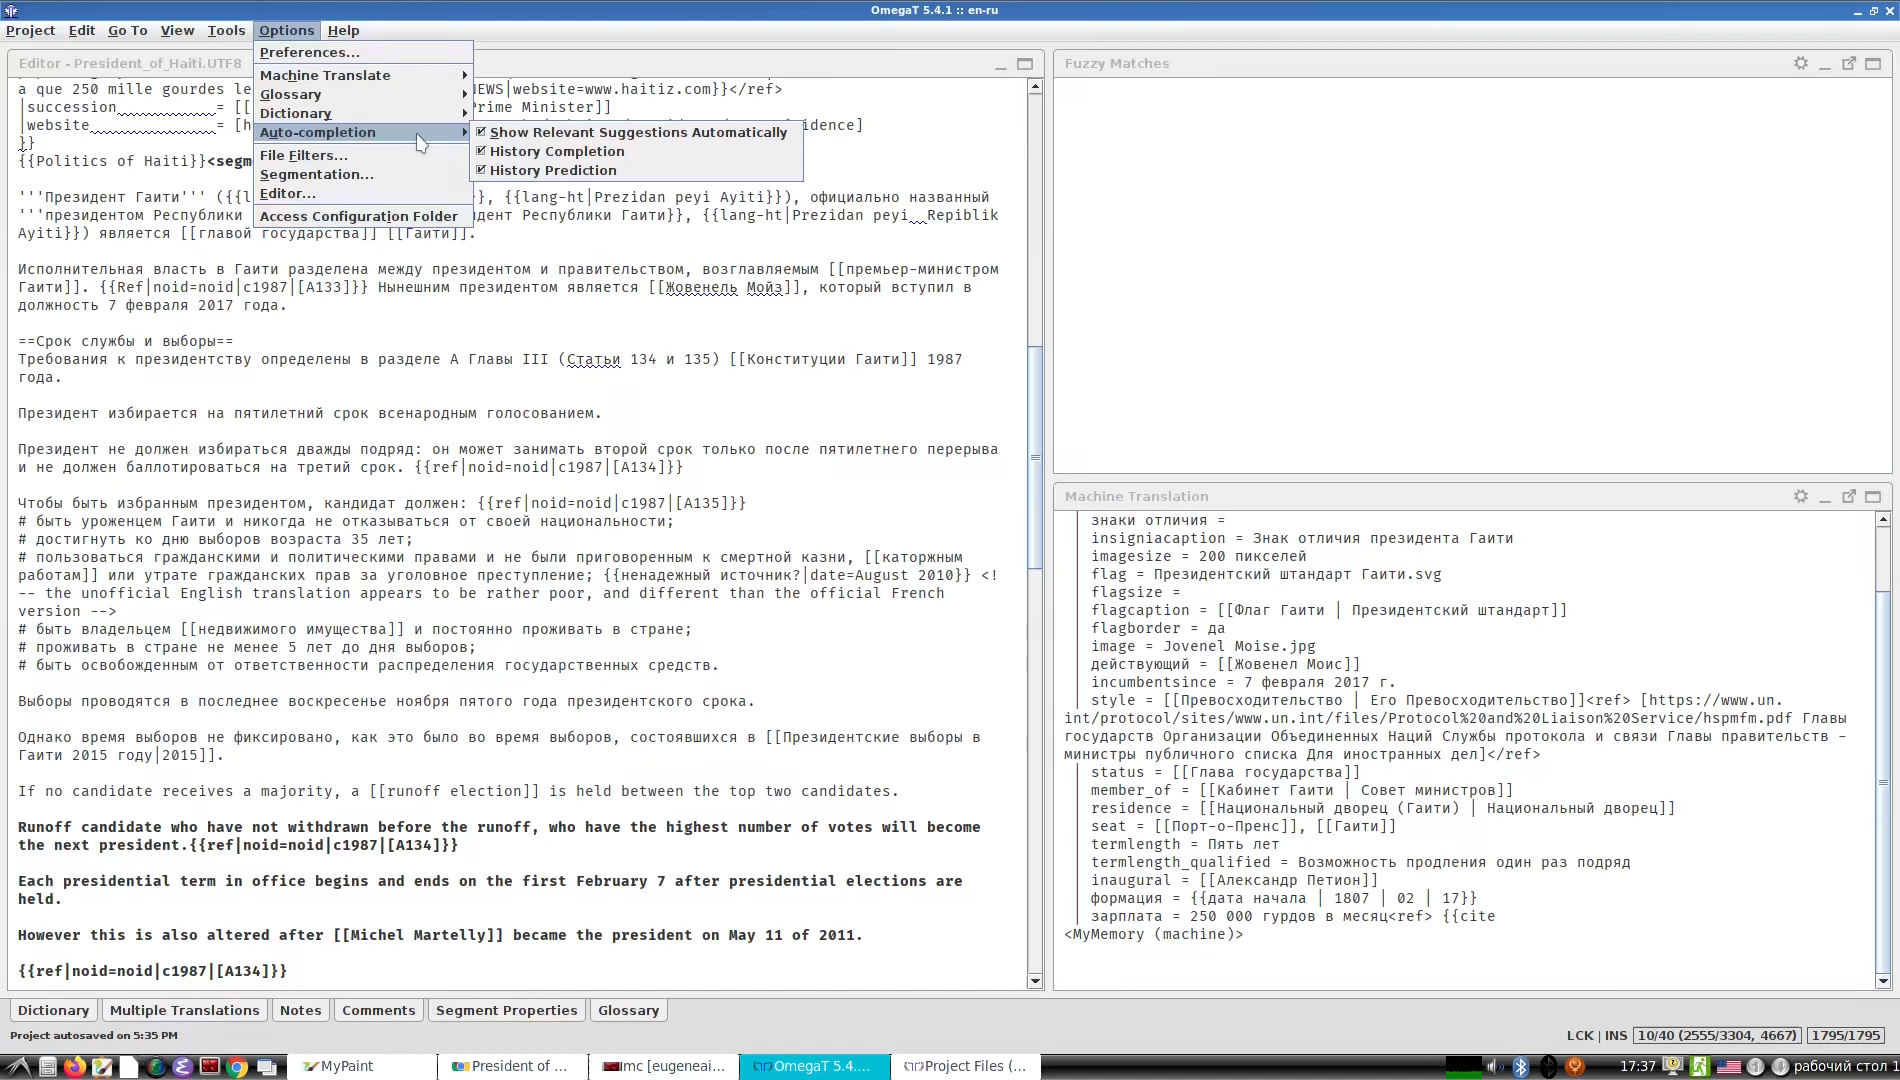 OmegaT 5.4.1 :: en-ru
Project Edit Go To View Tools Options Help
Editor - President_of_Haiti.UTF8
Preferences...
Machine Translate
Glossary
Dictionary
Auto-completion
File Filters...
Segmentation...
Editor...
Access Configuration Folder
Show Relevant Suggestions Automatically
History Completion
History Prediction
a que 250 mille gourdes le EWS|website=www.haitiz.com}}</ref>
|succession = [[ Prime Minister]]
|website = [h idence]
}}
{{Politics of Haiti}}<segm
'''Президент Гаити''' ({{l }, {{lang-ht|Prezidan peyi Ayiti}}), официально названный
'''президентом Республики идент Республики Гаити}}, {{lang-ht|Prezidan peyi Repiblik
Ayiti}}) является [[главой государства]] [[Гаити]].
Исполнительная власть в Гаити разделена между президентом и правительством, возглавляемым [[премьер-министром
Гаити]]. {{Ref|noid=noid|c1987|[A133]}} Нынешним президентом является [[Жовенель Мойз]], который вступил в
должность 7 февраля 2017 года.
==Срок службы и выборы==
Требования к президентству определены в разделе А Главы III (Статьи 134 и 135) [[Конституции Гаити]] 1987
года.
Президент избирается на пятилетний срок всенародным голосованием.
Президент не должен избираться дважды подряд: он может занимать второй срок только после пятилетнего перерыва
и не должен баллотироваться на третий срок. {{ref|noid=noid|c1987|[A134]}}
Чтобы быть избранным президентом, кандидат должен: {{ref|noid=noid|c1987|[A135]}}
# быть уроженцем Гаити и никогда не отказываться от своей национальности;
# достигнуть ко дню выборов возраста 35 лет;
# пользоваться гражданскими и политическими правами и не были приговоренным к смертной казни, [[каторжным
работам]] или утрате гражданских прав за уголовное преступление; {{ненадежный источник?|date=August 2010}} <!
-- the unofficial English translation appears to be rather poor, and different than the official French
version -->
# быть владельцем [[недвижимого имущества]] и постоянно проживать в стране;
# проживать в стране не менее 5 лет до дня выборов;
# быть освобожденным от ответственности распределения государственных средств.
Выборы проводятся в последнее воскресенье ноября пятого года президентского срока.
Однако время выборов не фиксировано, как это было во время выборов, состоявшихся в [[Президентские выборы в
Гаити 2015 году|2015]].
If no candidate receives a majority, a [[runoff election]] is held between the top two candidates.
Runoff candidate who have not withdrawn before the runoff, who have the highest number of votes will become
the next president.{{ref|noid=noid|c1987|[A134]}}
Each presidential term in office begins and ends on the first February 7 after presidential elections are
held.
However this is also altered after [[Michel Martelly]] became the president on May 11 of 2011.
{{ref|noid=noid|c1987|[A134]}}
Fuzzy Matches
Machine Translation
| знаки отличия =
| insigniacaption = Знак отличия президента Гаити
| imagesize = 200 пикселей
| flag = Президентский штандарт Гаити.svg
| flagsize =
| flagcaption = [[Флаг Гаити | Президентский штандарт]]
| flagborder = да
| image = Jovenel Moise.jpg
| действующий = [[Жовенел Моис]]
| incumbentsince = 7 февраля 2017 г.
| style = [[Превосходительство | Его Превосходительство]]<ref> [https://www.un.
int/protocol/sites/www.un.int/files/Protocol%20and%20Liaison%20Service/hspmfm.pdf Главы
государств Организации Объединенных Наций Службы протокола и связи Главы правительств -
министры публичного списка Для иностранных дел]</ref>
| status = [[Глава государства]]
| member_of = [[Кабинет Гаити | Совет министров]]
| residence = [[Национальный дворец (Гаити) | Национальный дворец]]
| seat = [[Порт-о-Пренс]], [[Гаити]]
| termlength = Пять лет
| termlength_qualified = Возможность продления один раз подряд
| inaugural = [[Александр Петион]]
| формация = {{дата начала | 1807 | 02 | 17}}
| зарплата = 250 000 гурдов в месяц<ref> {{cite
<MyMemory (machine)>
Dictionary Multiple Translations Notes Comments Segment Properties Glossary
Project autosaved on 5:35 PM
LCK | INS 10/40 (2555/3304, 4667) 1795/1795
MyPaint President of ... mc [eugeneai... OmegaT 5.4.... Project Files (... 17:37 рабочий стол 1